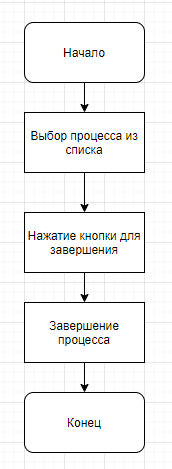 Начало
Выбор процесса из
списка
Нажатие кнопки для
завершения
Завершение
процесса
Конец